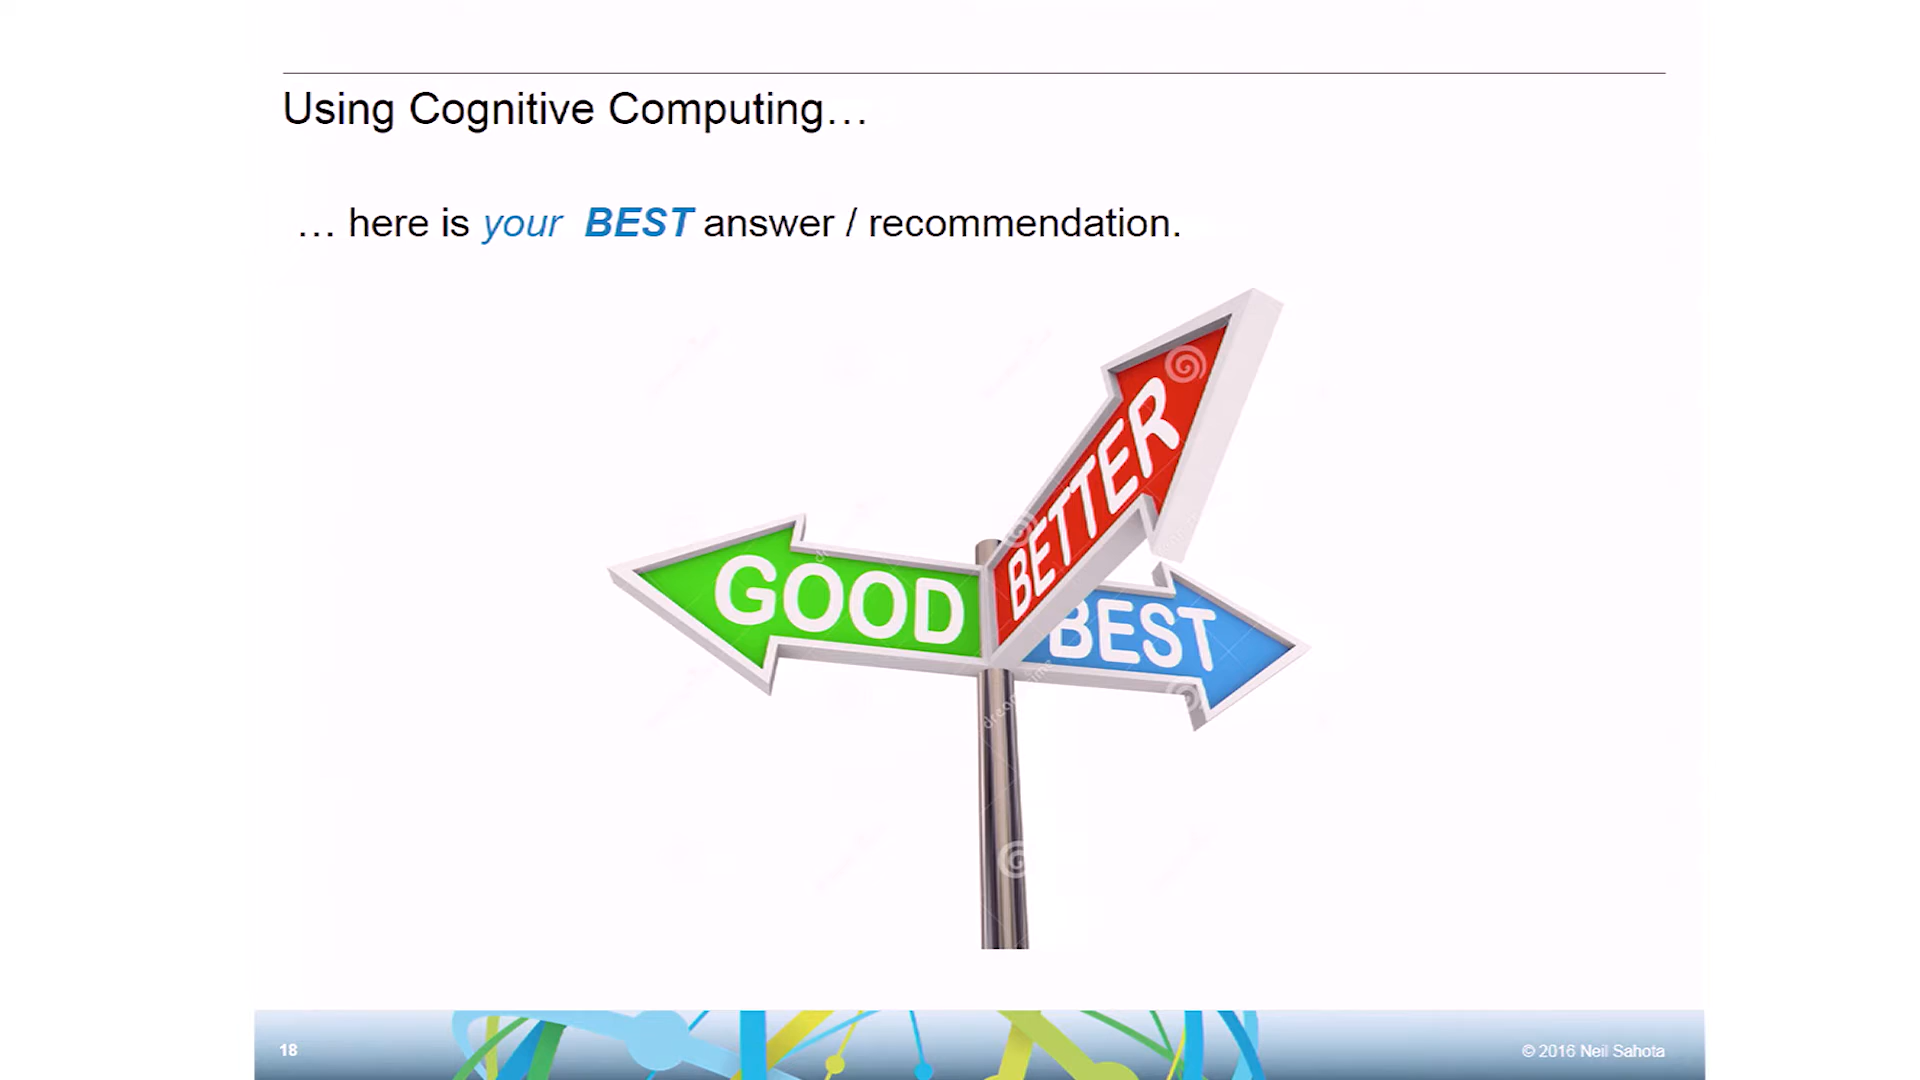 Using Cognitive Computing…
… here is your BEST answer / recommendation.
BETTER
GOOD
BEST
18
© 2016 Neil Sahota